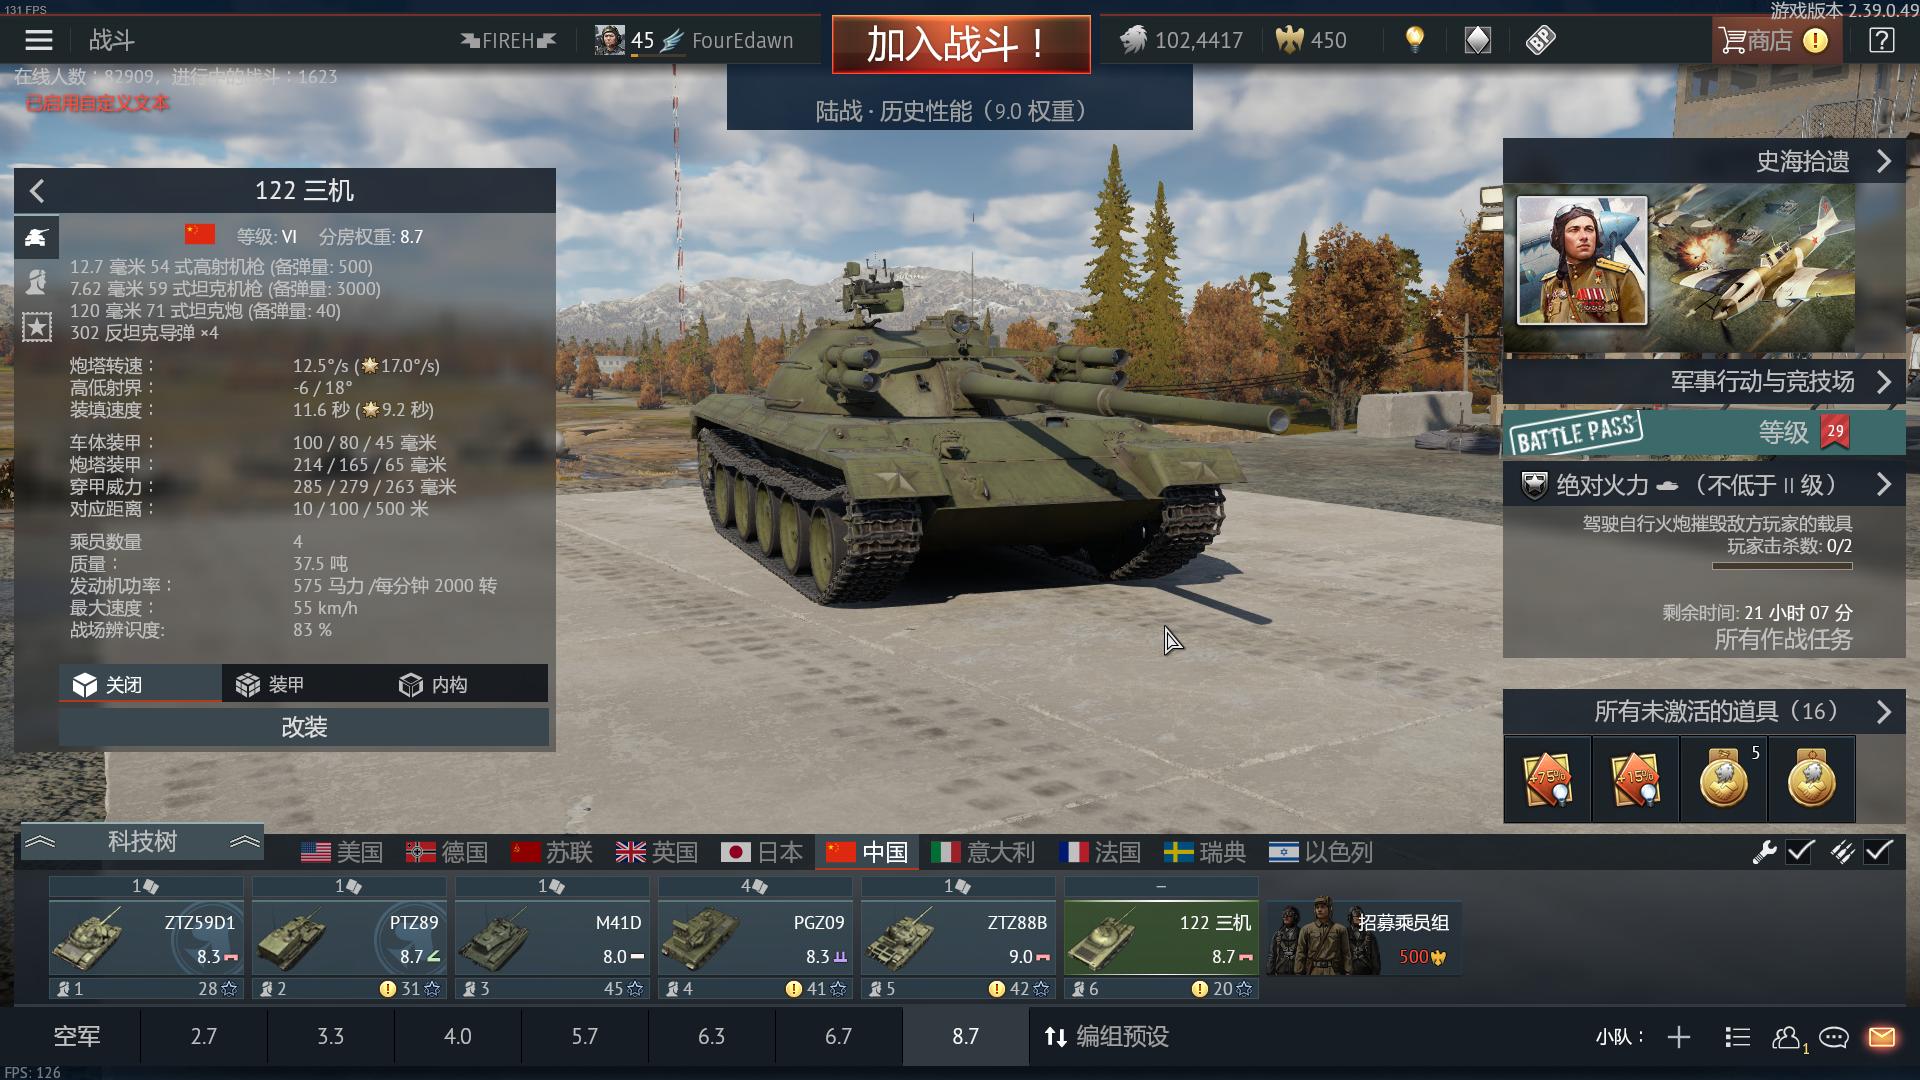 131 FPS
游戏版本 2.39.0.49
战斗
FIREH
45 FourEdawn
加入战斗！
102,4417
450
BP
商店
在线人数：82909，进行中的战斗：1623
已启用自定义文本
陆战 · 历史性能（9.0 权重）
122 三机
等级: VI 分房权重: 8.7
12.7 毫米 54 式高射机枪 (备弹量: 500)
7.62 毫米 59 式坦克机枪 (备弹量: 3000)
120 毫米 71 式坦克炮 (备弹量: 40)
302 反坦克导弹 ×4
炮塔转速： 12.5°/s (17.0°/s)
高低射界： -6 / 18°
装填速度： 11.6 秒 (9.2 秒)
车体装甲： 100 / 80 / 45 毫米
炮塔装甲： 214 / 165 / 65 毫米
穿甲威力： 285 / 279 / 263 毫米
对应距离： 10 / 100 / 500 米
乘员数量 4
质量： 37.5 吨
发动机功率： 575 马力 /每分钟 2000 转
最大速度： 55 km/h
战场辨识度: 83 %
关闭 装甲 内构
改装
史海拾遗
军事行动与竞技场
BATTLE PASS 等级 29
绝对火力 （不低于 II 级）
驾驶自行火炮摧毁敌方玩家的载具
玩家击杀数: 0/2
剩余时间: 21 小时 07 分
所有作战任务
所有未激活的道具（16）
+75% +15% 5
科技树
美国 德国 苏联 英国 日本 中国 意大利 法国 瑞典 以色列
1 1 1 4 1 –
ZTZ59D1 PTZ89 M41D PGZ09 ZTZ88B 122 三机 招募乘员组
8.3 8.7 8.0 8.3 9.0 8.7 500
1 28 2 31 3 45 4 41 5 42 6 20
空军 2.7 3.3 4.0 5.7 6.3 6.7 8.7 编组预设
小队： 1
FPS: 126